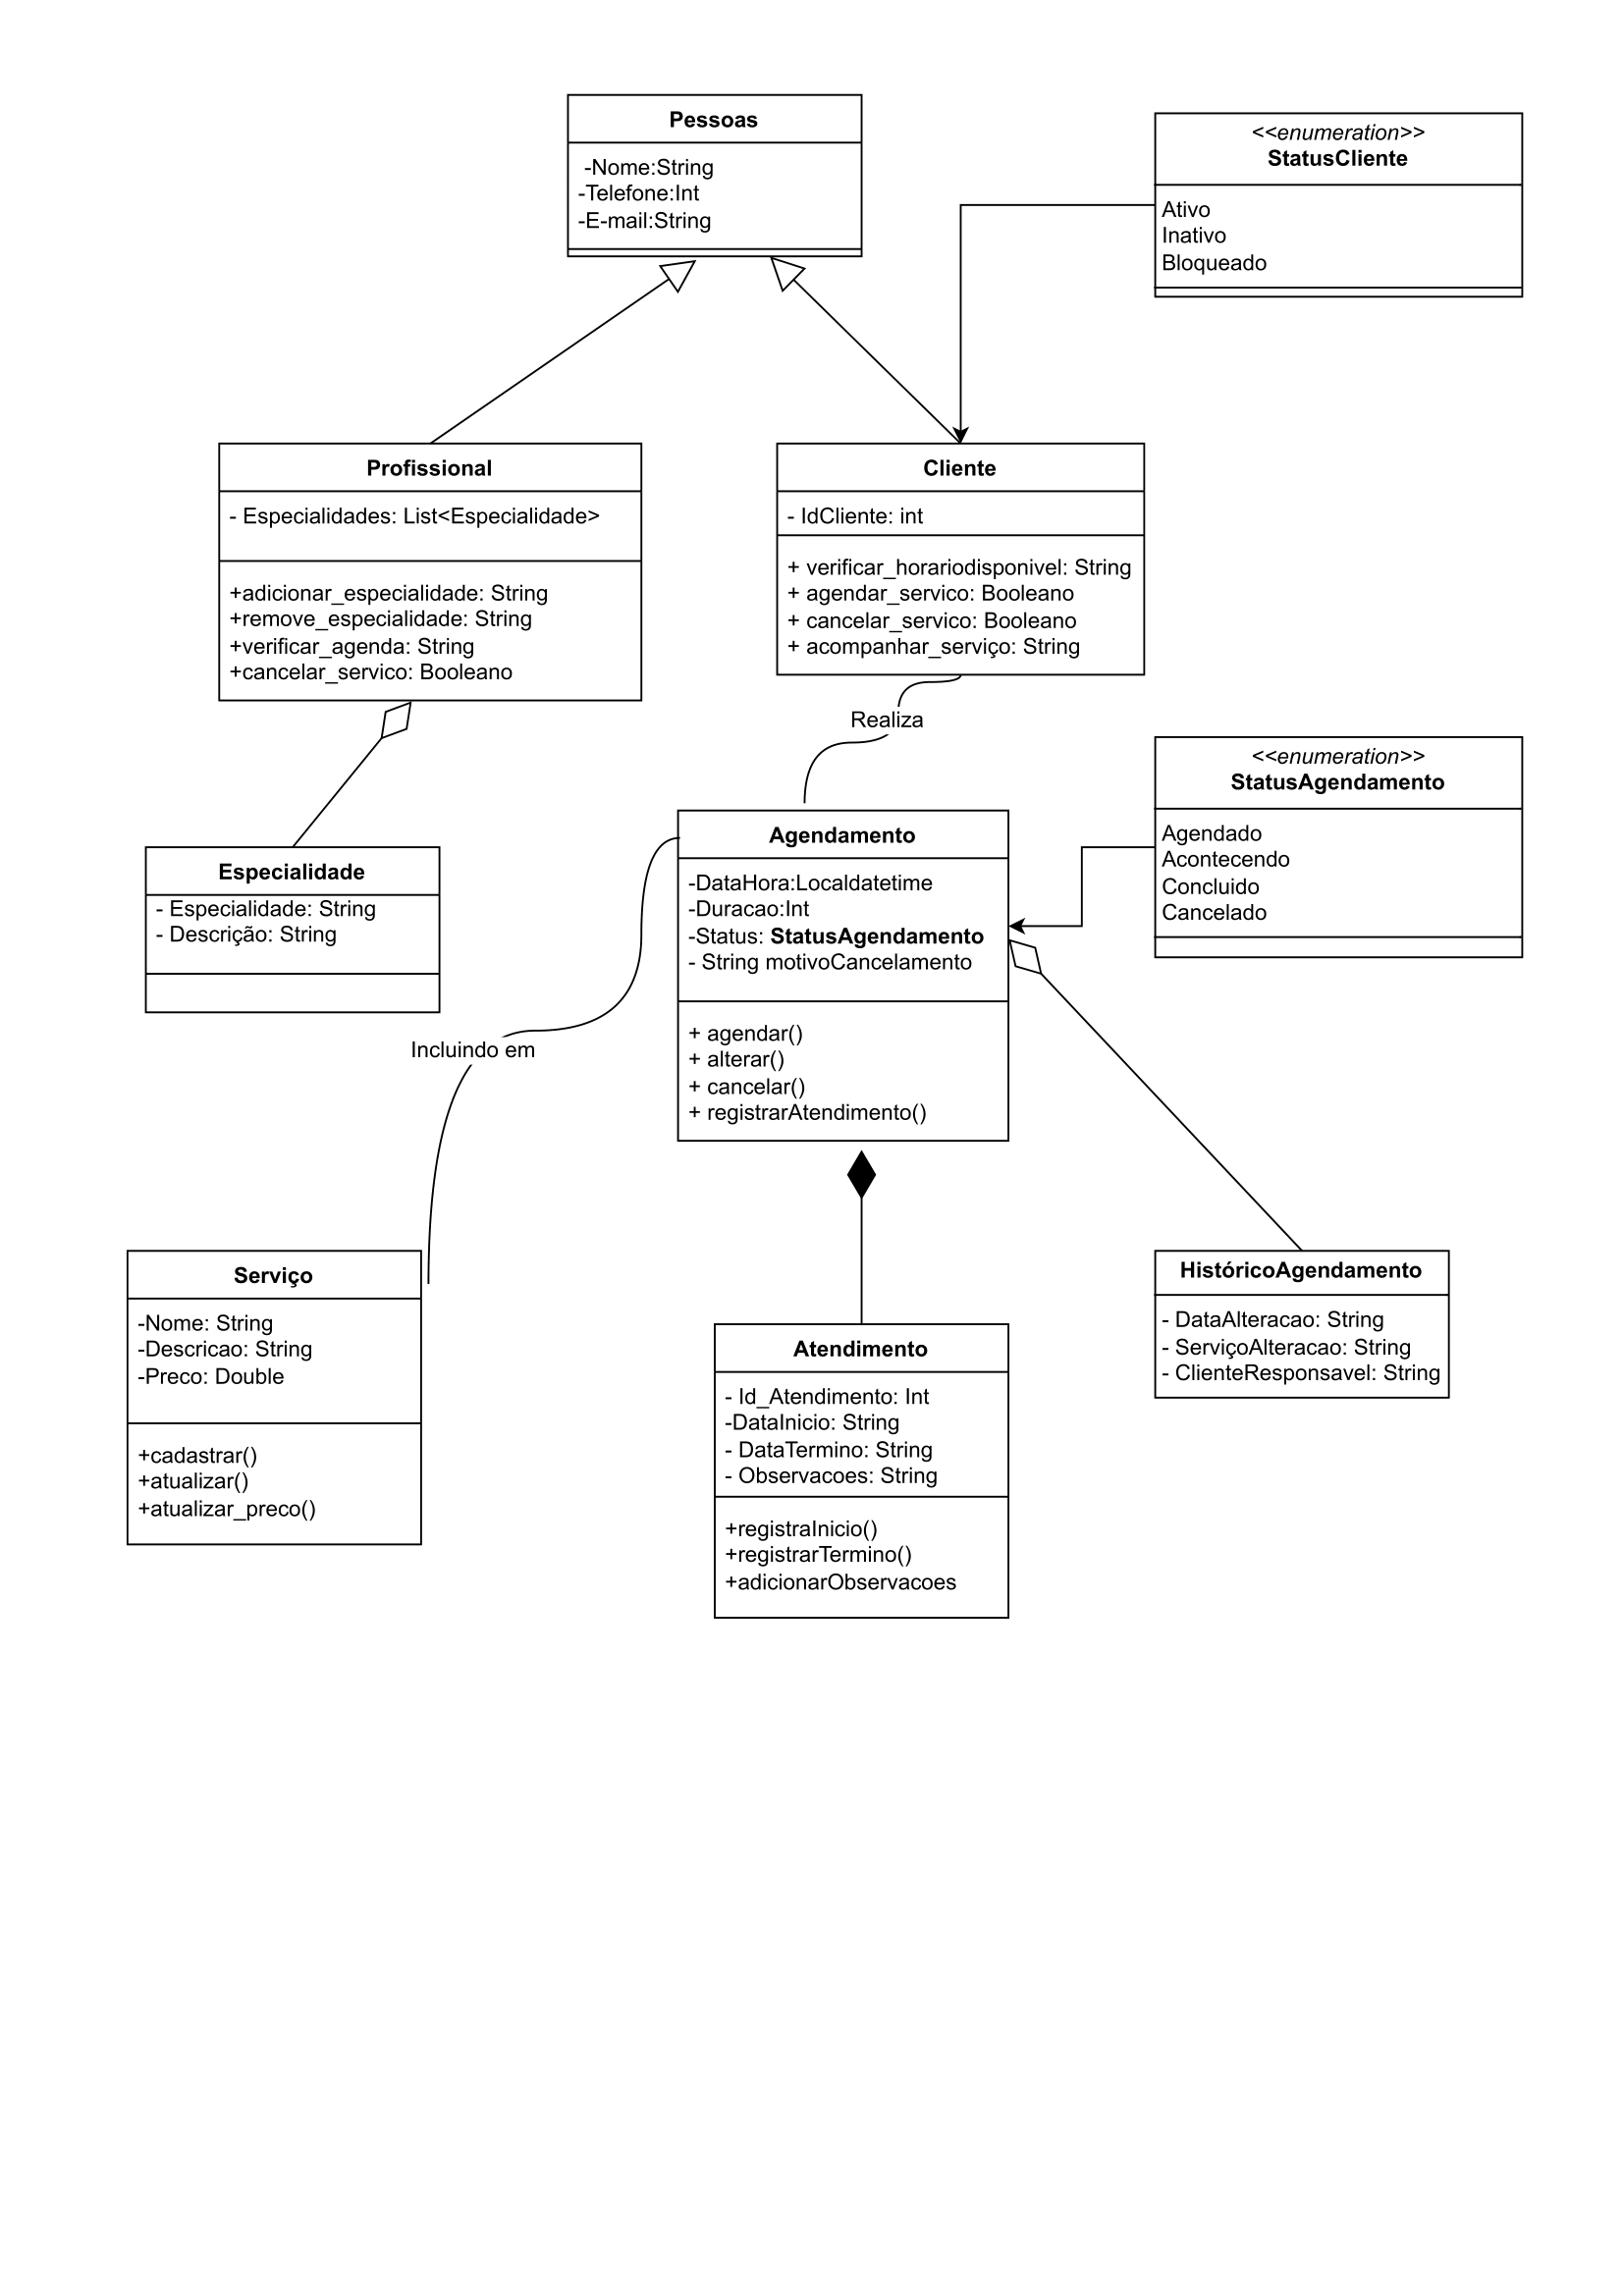 Pessoas
-Nome:String
-Telefone:Int
-E-mail:String
<<enumeration>>
StatusCliente
Ativo
Inativo
Bloqueado
Profissional
- Especialidades: List<Especialidade>
+adicionar_especialidade: String
+remove_especialidade: String
+verificar_agenda: String
+cancelar_servico: Booleano
Cliente
- IdCliente: int
+ verificar_horariodisponivel: String
+ agendar_servico: Booleano
+ cancelar_servico: Booleano
+ acompanhar_serviço: String
Realiza
<<enumeration>>
StatusAgendamento
Agendado
Acontecendo
Concluido
Cancelado
Especialidade
- Especialidade: String
- Descrição: String
Agendamento
-DataHora:Localdatetime
-Duracao:Int
-Status: StatusAgendamento
- String motivoCancelamento
+ agendar()
+ alterar()
+ cancelar()
+ registrarAtendimento()
Incluindo em
Serviço
-Nome: String
-Descricao: String
-Preco: Double
+cadastrar()
+atualizar()
+atualizar_preco()
Atendimento
- Id_Atendimento: Int
-DataInicio: String
- DataTermino: String
- Observacoes: String
+registraInicio()
+registrarTermino()
+adicionarObservacoes
HistóricoAgendamento
- DataAlteracao: String
- ServiçoAlteracao: String
- ClienteResponsavel: String